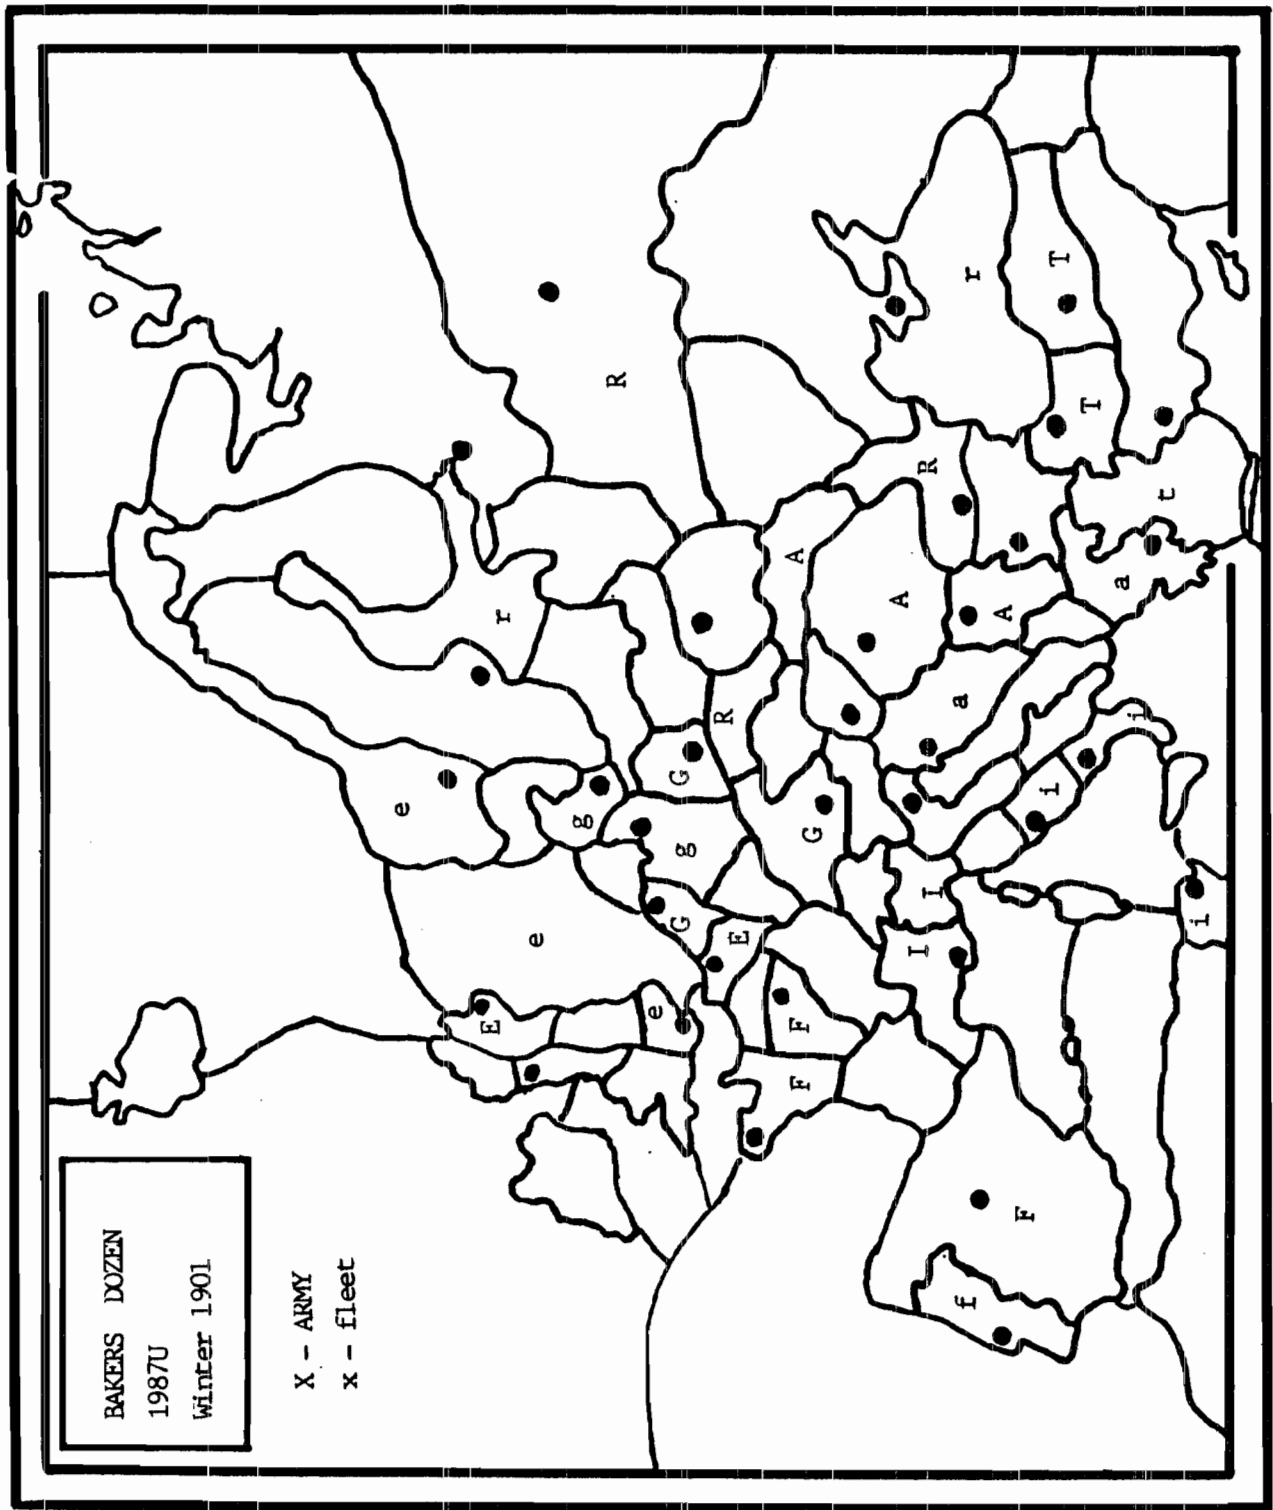 BAKERS DOZEN
1987U
Winter 1901
X - ARMY
x - fleet
e
E
r
e
g
R
e
G
G
g
R
E
A
F
F
G
A
I
R
I
a
f
r
A
F
i
T
T
a
i
t
i